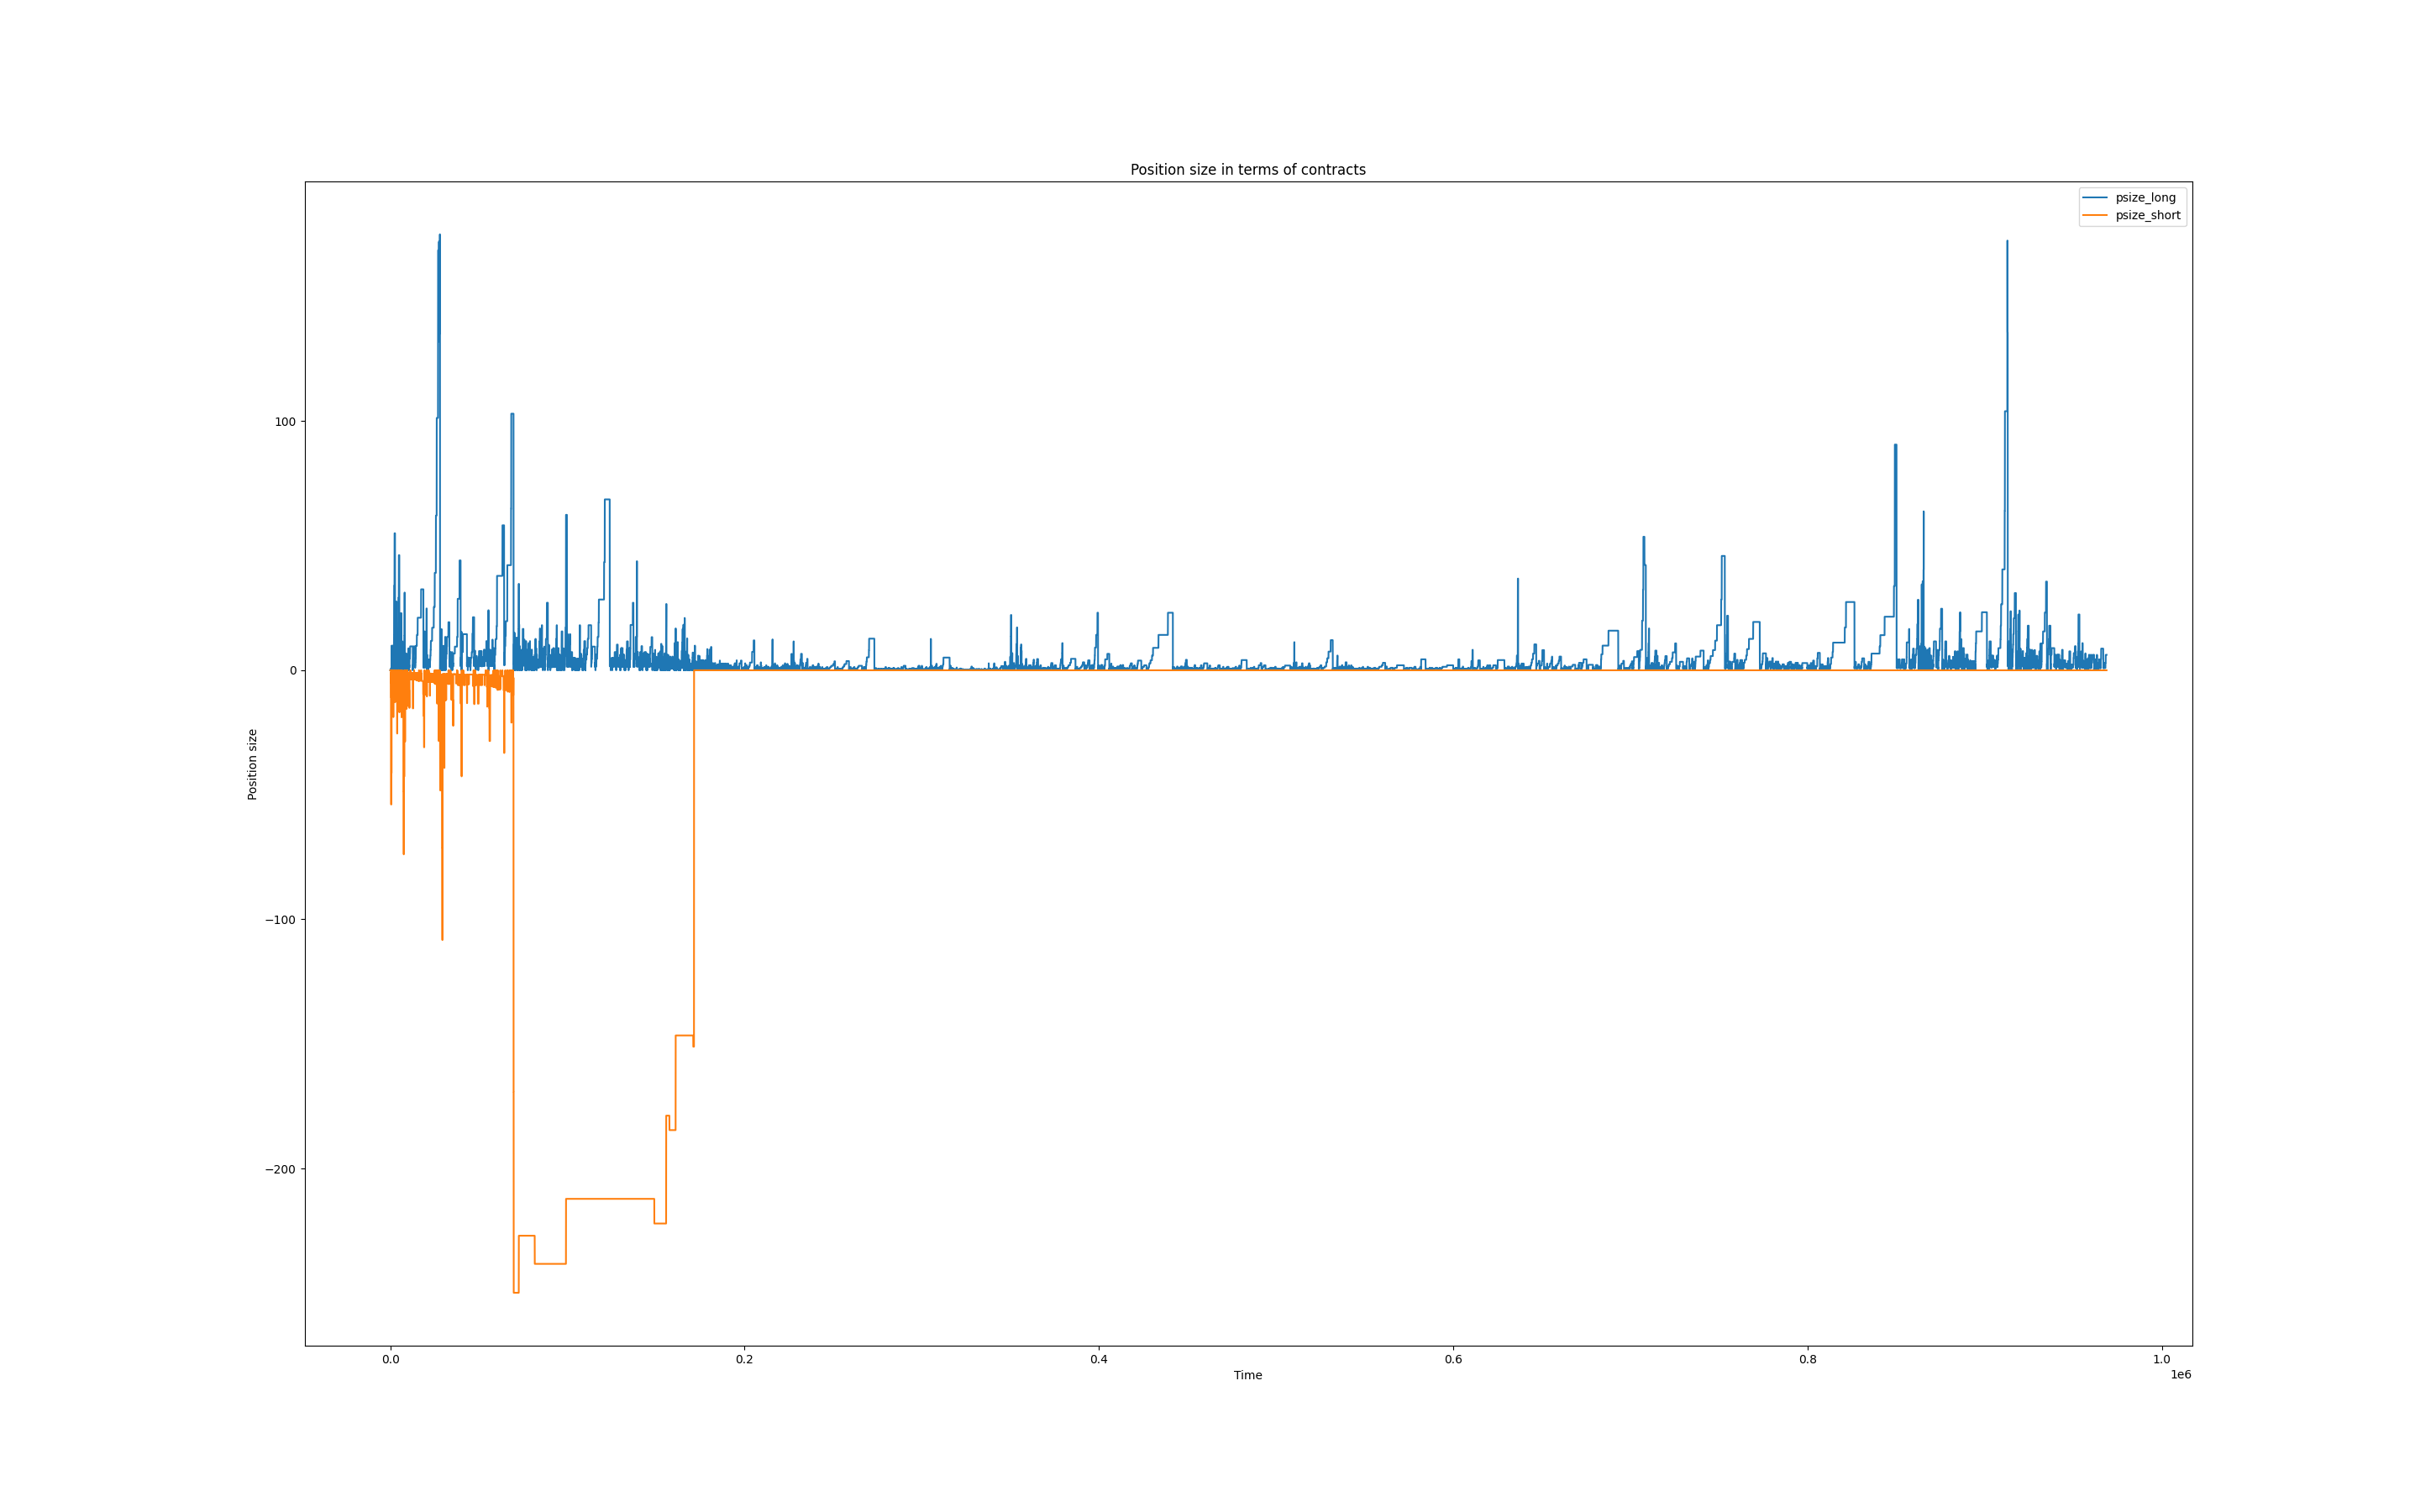 Position size in terms of contracts
psize_long
psize_short
Position size
100
0
−100
−200
0.0
0.2
0.4
0.6
0.8
1.0
1e6
Time